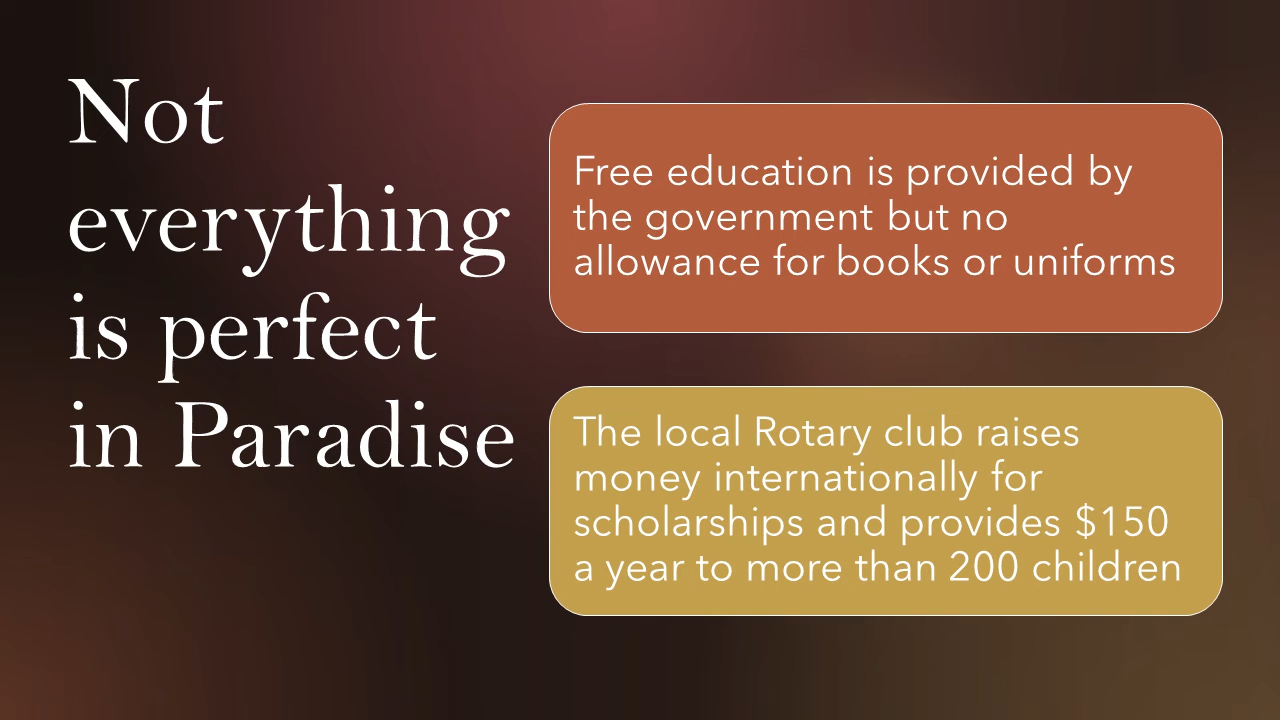 Not
everything
is perfect
in Paradise
Free education is provided by
the government but no
allowance for books or uniforms
The local Rotary club raises
money internationally for
scholarships and provides $150
a year to more than 200 children